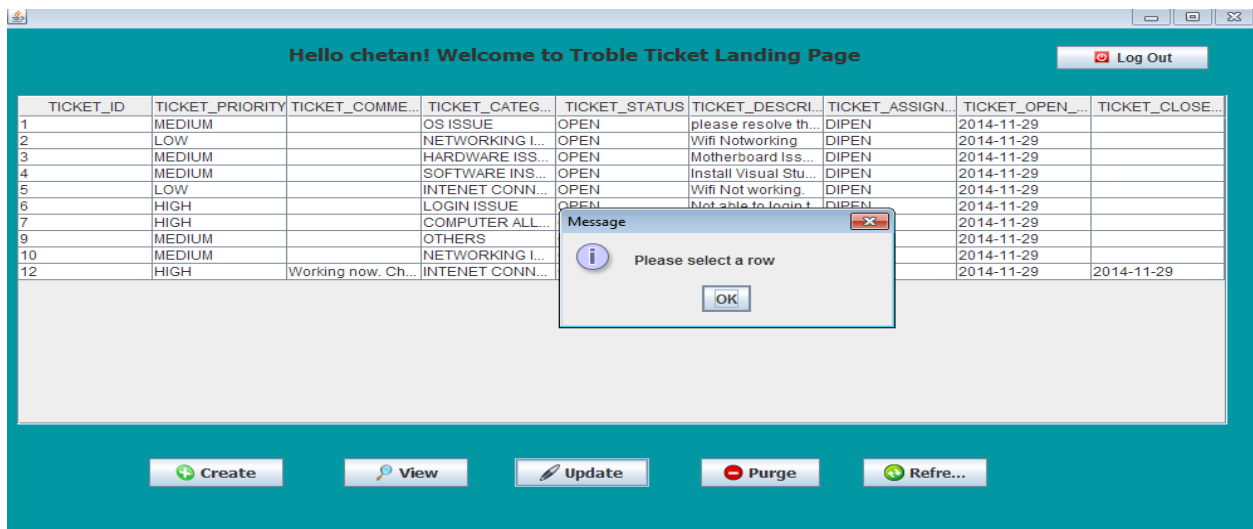 Hello chetan! Welcome to Troble Ticket Landing Page
Log Out
TICKET_ID TICKET_PRIORITY TICKET_COMME... TICKET_CATEG... TICKET_STATUS TICKET_DESCRI... TICKET_ASSIGN... TICKET_OPEN_... TICKET_CLOSE...
1 MEDIUM OS ISSUE OPEN please resolve th... DIPEN 2014-11-29
2 LOW NETWORKING I... OPEN Wifi Notworking DIPEN 2014-11-29
3 MEDIUM HARDWARE ISS... OPEN Motherboard Iss... DIPEN 2014-11-29
4 MEDIUM SOFTWARE INS... OPEN Install Visual Stu... DIPEN 2014-11-29
5 LOW INTENET CONN... OPEN Wifi Not working. DIPEN 2014-11-29
6 HIGH LOGIN ISSUE OPEN Not able to login t... DIPEN 2014-11-29
7 HIGH COMPUTER ALL... 2014-11-29
9 MEDIUM OTHERS 2014-11-29
10 MEDIUM NETWORKING I... 2014-11-29
12 HIGH Working now. Ch... INTENET CONN... 2014-11-29 2014-11-29
Message
Please select a row
OK
Create View Update Purge Refre...